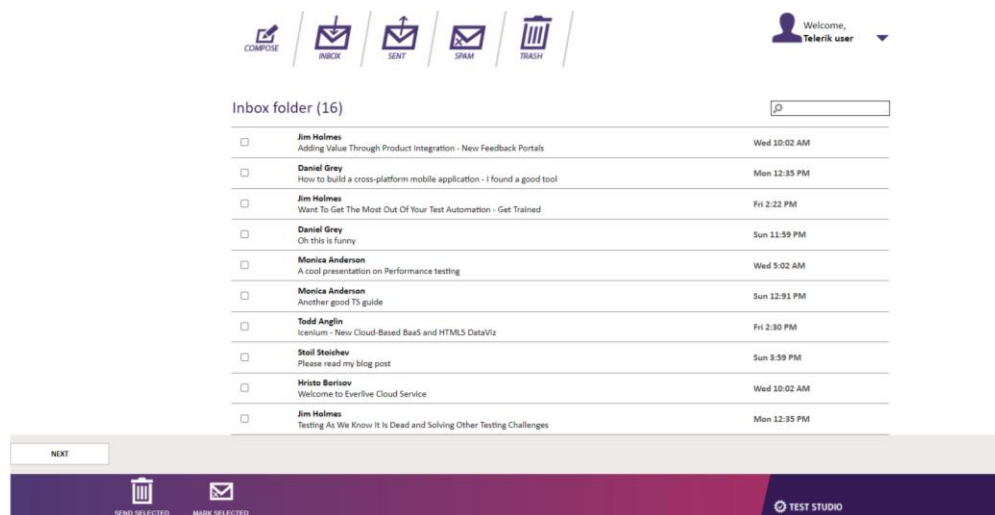 COMPOSE
INBOX
SENT
SPAM
TRASH
Welcome,
Telerik user
Inbox folder (16)
Jim Holmes
Adding Value Through Product Integration - New Feedback Portals
Wed 10:02 AM
Daniel Grey
How to build a cross-platform mobile application - I found a good tool
Mon 12:35 PM
Jim Holmes
Want To Get The Most Out Of Your Test Automation - Get Trained
Fri 2:22 PM
Daniel Grey
Oh this is funny
Sun 11:59 PM
Monica Anderson
A cool presentation on Performance testing
Wed 5:02 AM
Monica Anderson
Another good TS guide
Sun 12:91 PM
Todd Anglin
Icenium - New Cloud-Based BaaS and HTML5 DataViz
Fri 2:30 PM
Stoil Stoichev
Please read my blog post
Sun 3:59 PM
Hristo Borisov
Welcome to Everlive Cloud Service
Wed 10:02 AM
Jim Holmes
Testing As We Know It Is Dead and Solving Other Testing Challenges
Mon 12:35 PM
NEXT
SEND SELECTED
MARK SELECTED
TEST STUDIO